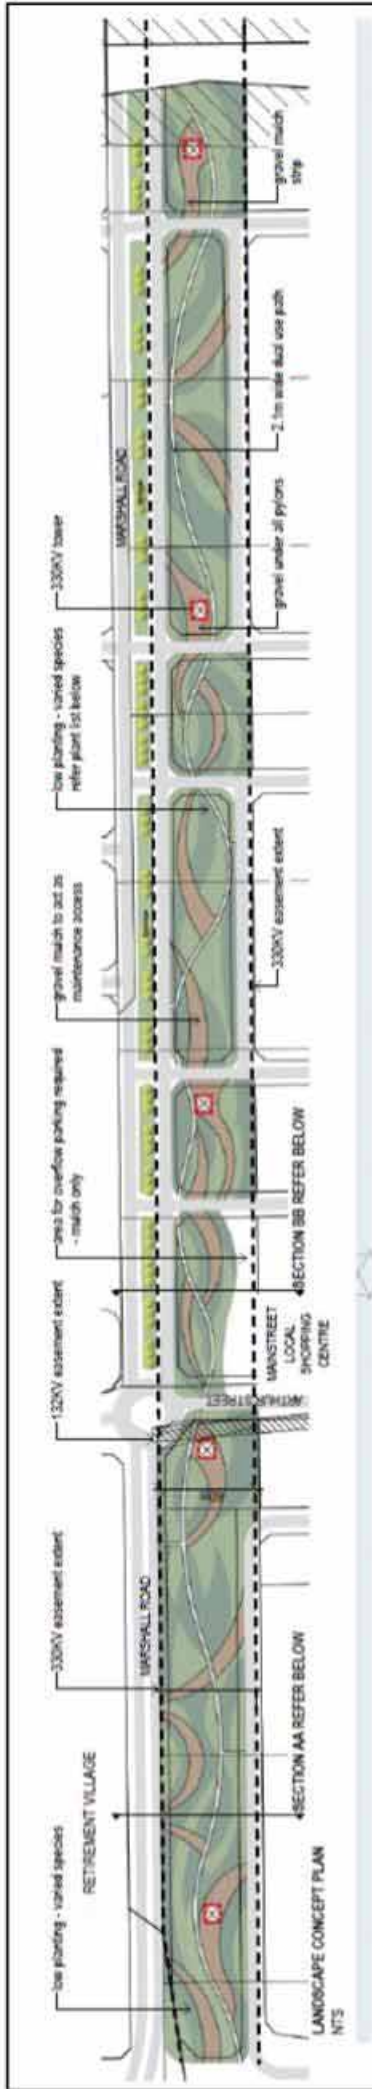 low planting - varied species
330KV easement extent
132KV easement extent
area for overflow parking required
- mulch only
gravel mulch to act as
maintenance access
low planting - varied species
refer plant list below
330KV tower
RETIREMENT VILLAGE
MARSHALL ROAD
MARSHALL ROAD
ARTHUR STREET
MAINSTREET
LOCAL
SHOPPING
CENTRE
SECTION AA REFER BELOW
SECTION BB REFER BELOW
330KV easement extent
gravel under all pylons
2.1m wide dual use path
gravel mulch
strip
LANDSCAPE CONCEPT PLAN
NTS